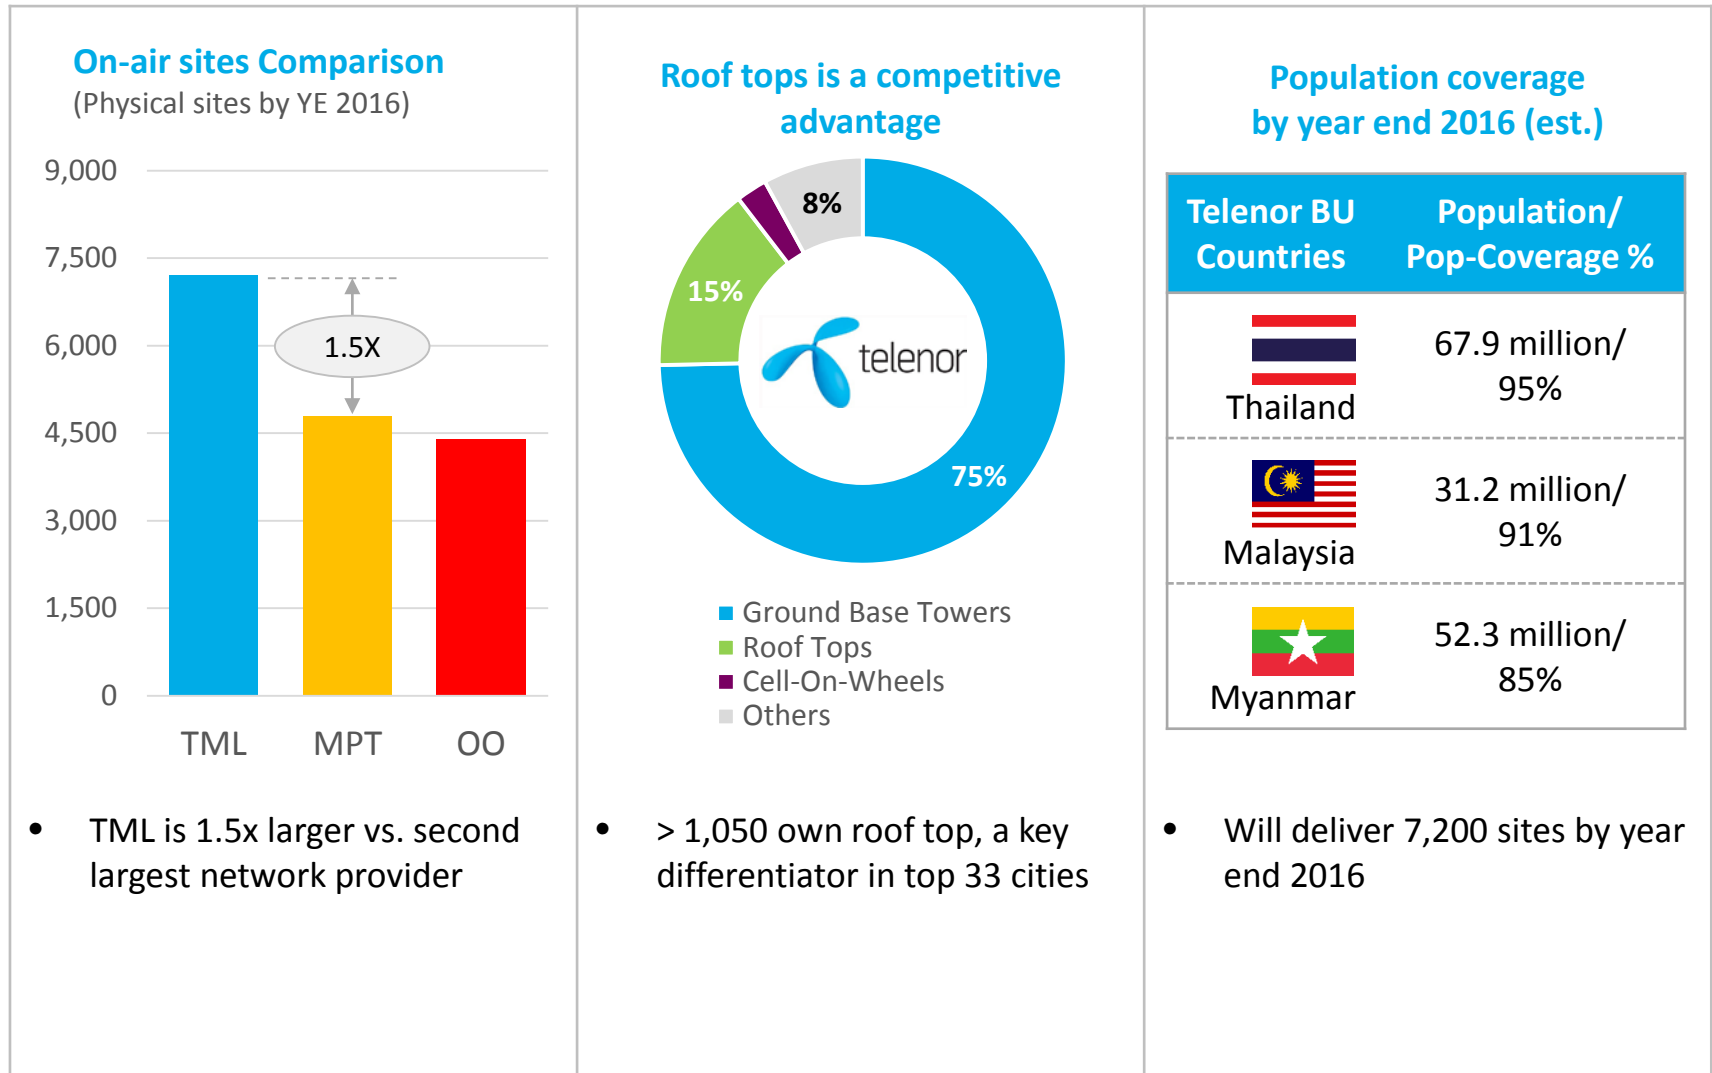 On-air sites Comparison
(Physical sites by YE 2016)
9,000
7,500
6,000
4,500
3,000
1,500
0
1.5X
TML
MPT
OO
• TML is 1.5x larger vs. second
largest network provider
Roof tops is a competitive
advantage
8%
15%
75%
telenor
Ground Base Towers
Roof Tops
Cell-On-Wheels
Others
• > 1,050 own roof top, a key
differentiator in top 33 cities
Population coverage
by year end 2016 (est.)
Telenor BU Population/
Countries Pop-Coverage %
67.9 million/
Thailand 95%
31.2 million/
Malaysia 91%
52.3 million/
Myanmar 85%
• Will deliver 7,200 sites by year
end 2016